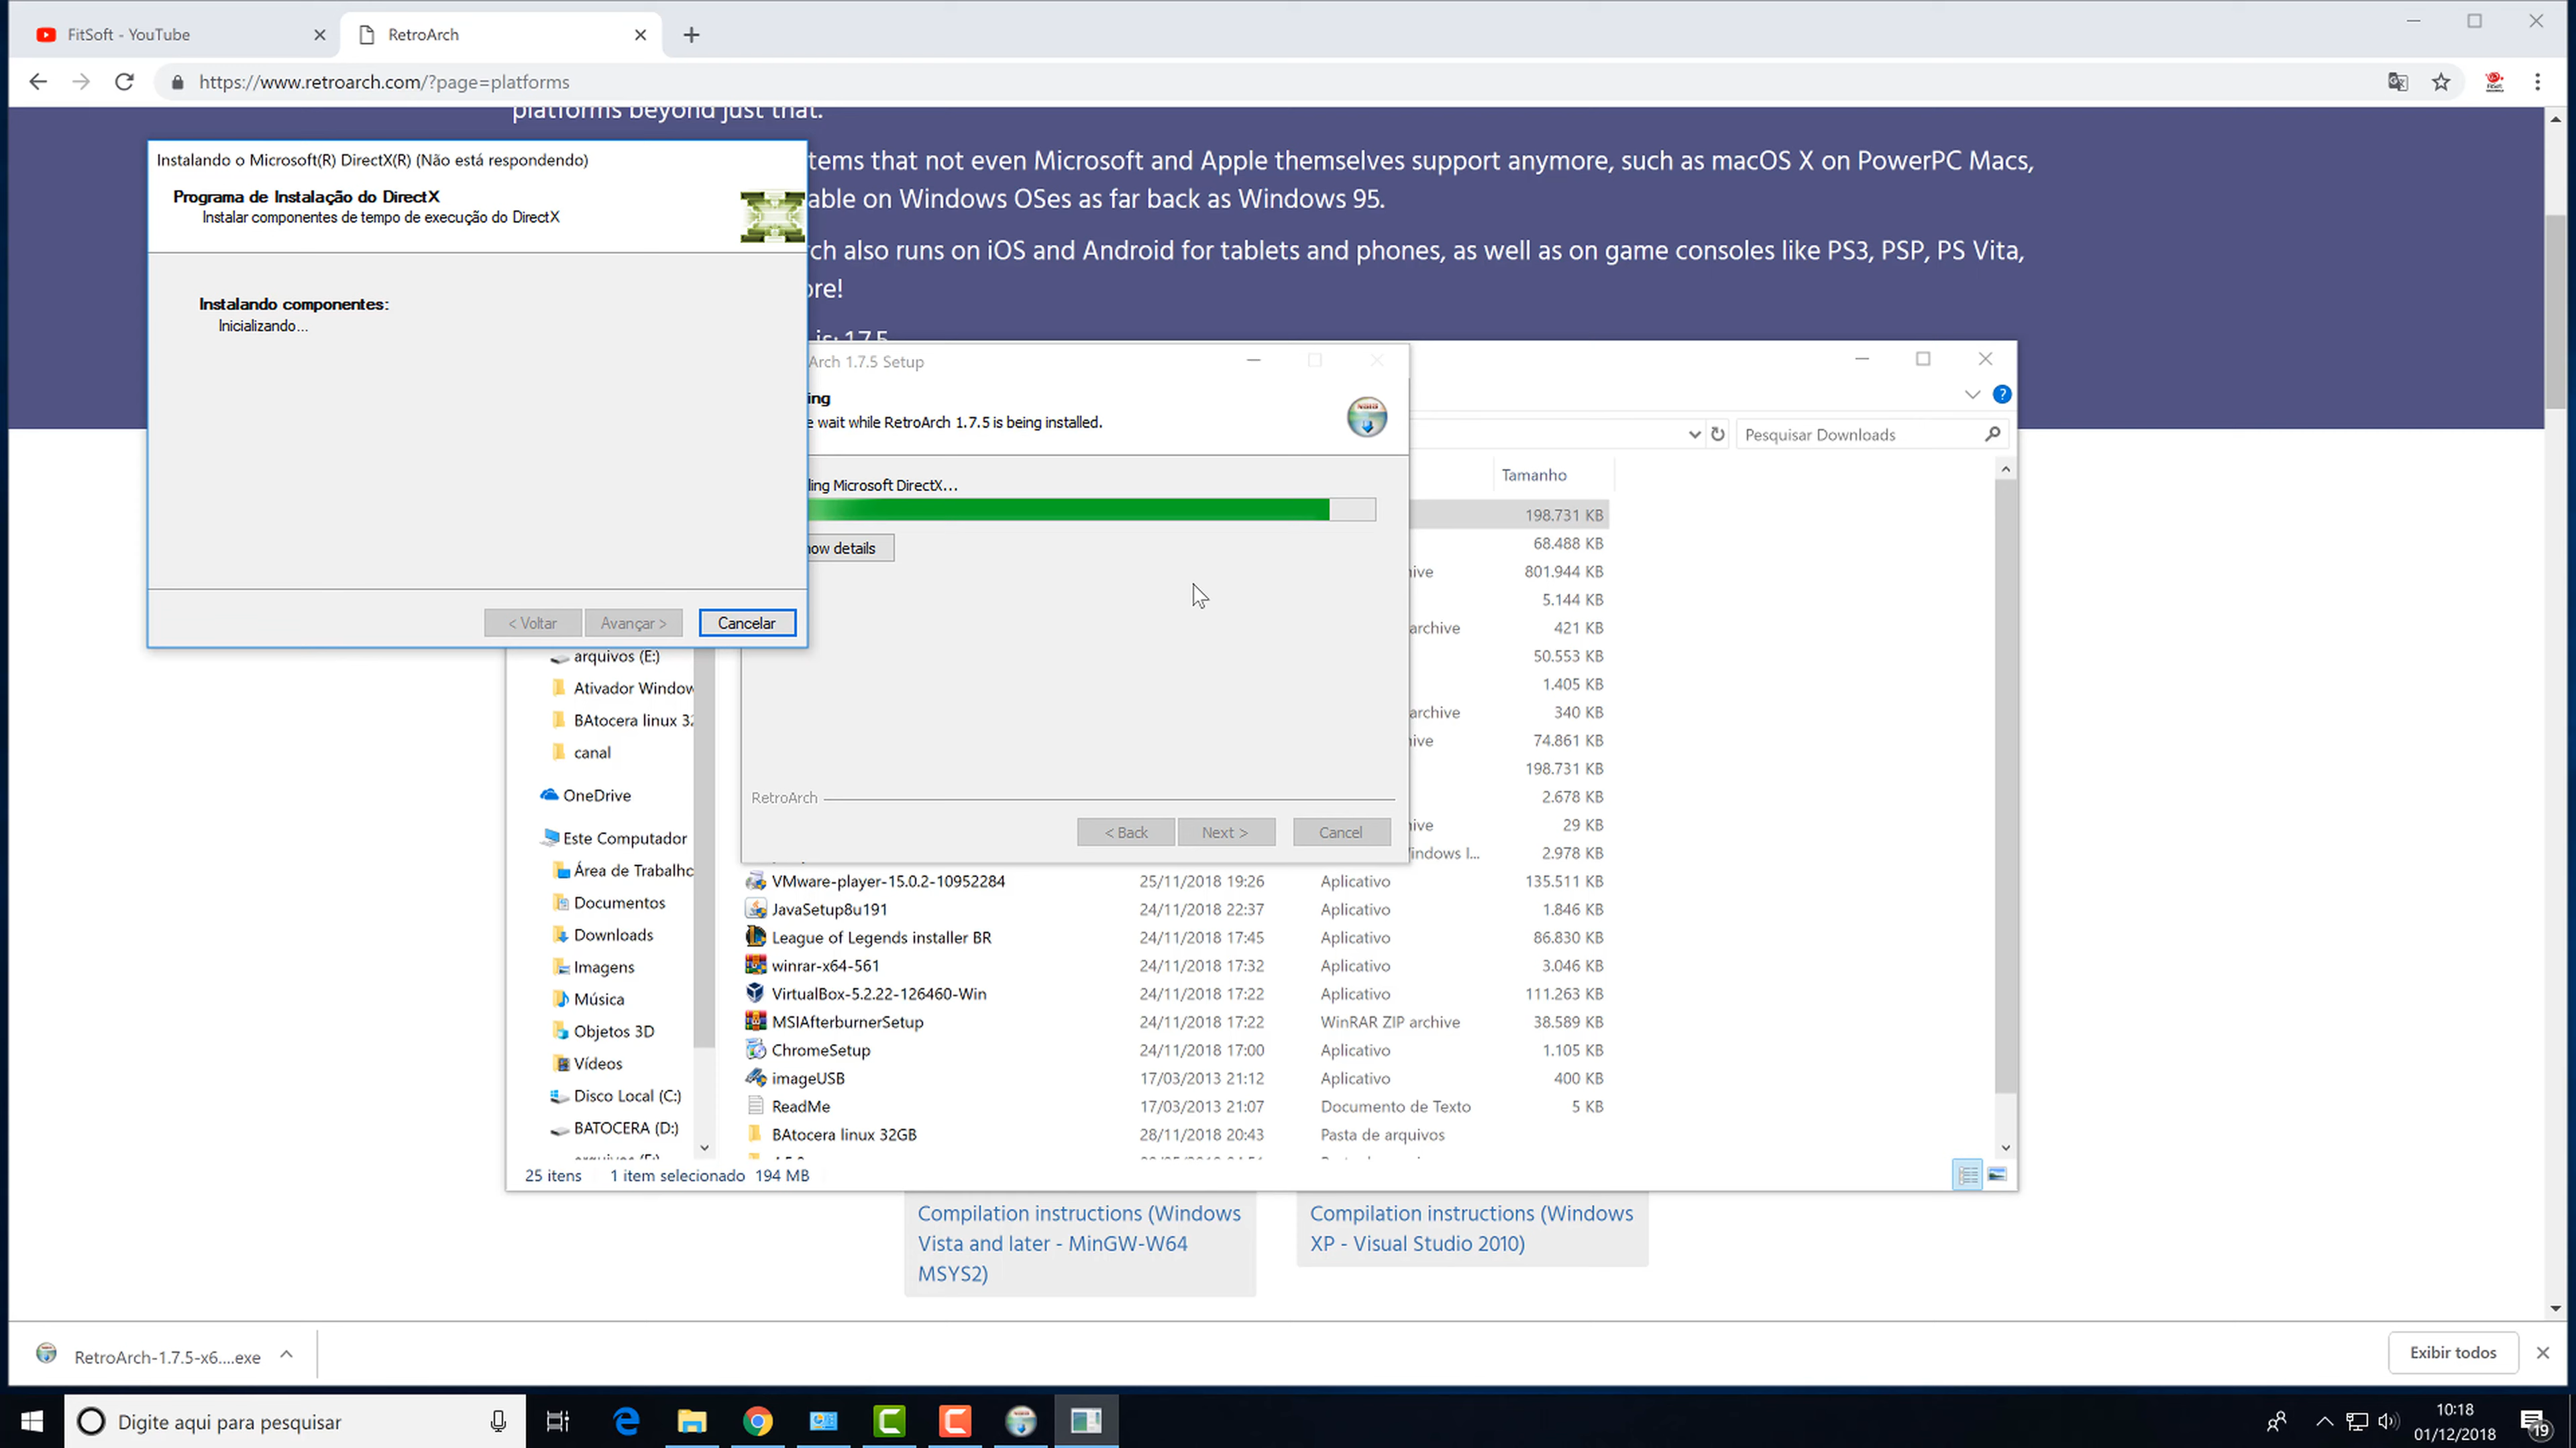 FitSoft - YouTube
RetroArch
https://www.retroarch.com/?page=platforms
platforms beyond just that.
tems that not even Microsoft and Apple themselves support anymore, such as macOS X on PowerPC Macs,
able on Windows OSes as far back as Windows 95.
ch also runs on iOS and Android for tablets and phones, as well as on game consoles like PS3, PSP, PS Vita,
ore!
is: 1.7.5
Instalando o Microsoft(R) DirectX(R) (Não está respondendo)
Programa de Instalação do DirectX
Instalar componentes de tempo de execução do DirectX
Instalando componentes:
Inicializando...
< Voltar
Avançar >
Cancelar
Arch 1.7.5 Setup
ing
e wait while RetroArch 1.7.5 is being installed.
ling Microsoft DirectX...
how details
RetroArch
< Back
Next >
Cancel
Pesquisar Downloads
Tamanho
198.731 KB
68.488 KB
ive 801.944 KB
5.144 KB
archive 421 KB
50.553 KB
1.405 KB
archive 340 KB
ive 74.861 KB
198.731 KB
2.678 KB
ive 29 KB
indows I... 2.978 KB
VMware-player-15.0.2-10952284 25/11/2018 19:26 Aplicativo 135.511 KB
JavaSetup8u191 24/11/2018 22:37 Aplicativo 1.846 KB
League of Legends installer BR 24/11/2018 17:45 Aplicativo 86.830 KB
winrar-x64-561 24/11/2018 17:32 Aplicativo 3.046 KB
VirtualBox-5.2.22-126460-Win 24/11/2018 17:22 Aplicativo 111.263 KB
MSIAfterburnerSetup 24/11/2018 17:22 WinRAR ZIP archive 38.589 KB
ChromeSetup 24/11/2018 17:00 Aplicativo 1.105 KB
imageUSB 17/03/2013 21:12 Aplicativo 400 KB
ReadMe 17/03/2013 21:07 Documento de Texto 5 KB
BAtocera linux 32GB 28/11/2018 20:43 Pasta de arquivos
arquivos (E:)
Ativador Window
BAtocera linux 32
canal
OneDrive
Este Computador
Área de Trabalhc
Documentos
Downloads
Imagens
Música
Objetos 3D
Vídeos
Disco Local (C:)
BATOCERA (D:)
25 itens 1 item selecionado 194 MB
Compilation instructions (Windows
Vista and later - MinGW-W64
MSYS2)
Compilation instructions (Windows
XP - Visual Studio 2010)
RetroArch-1.7.5-x6....exe
Exibir todos
Digite aqui para pesquisar
10:18
01/12/2018
19